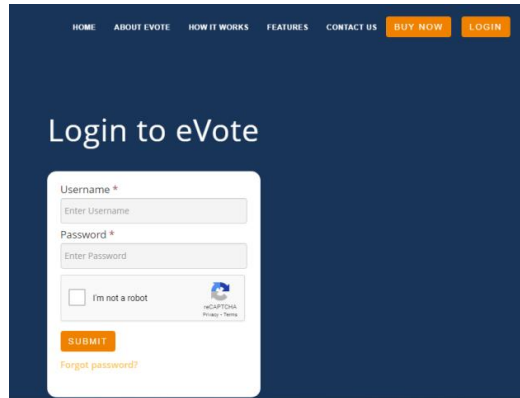 HOME ABOUT EVOTE HOW IT WORKS FEATURES CONTACT US BUY NOW LOGIN
Login to eVote
Username *
Enter Username
Password *
Enter Password
I'm not a robot
reCAPTCHA
Privacy - Terms
SUBMIT
Forgot password?